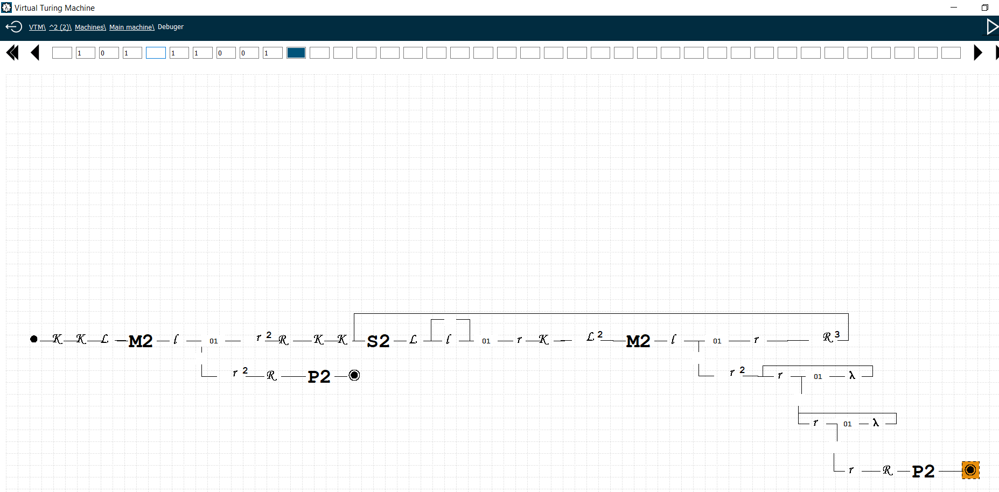 Virtual Turing Machine
VTM\ ^2 (2)\ Machines\ Main machine\ Debuger
1 0 1 1 1 0 0 1
K K L M2 l 01 r 2 R K K S2 L l 01 r K L 2 M2 l 01 r R 3
r 2 R P2 r 2 r 01 λ
r 01 λ
r R P2